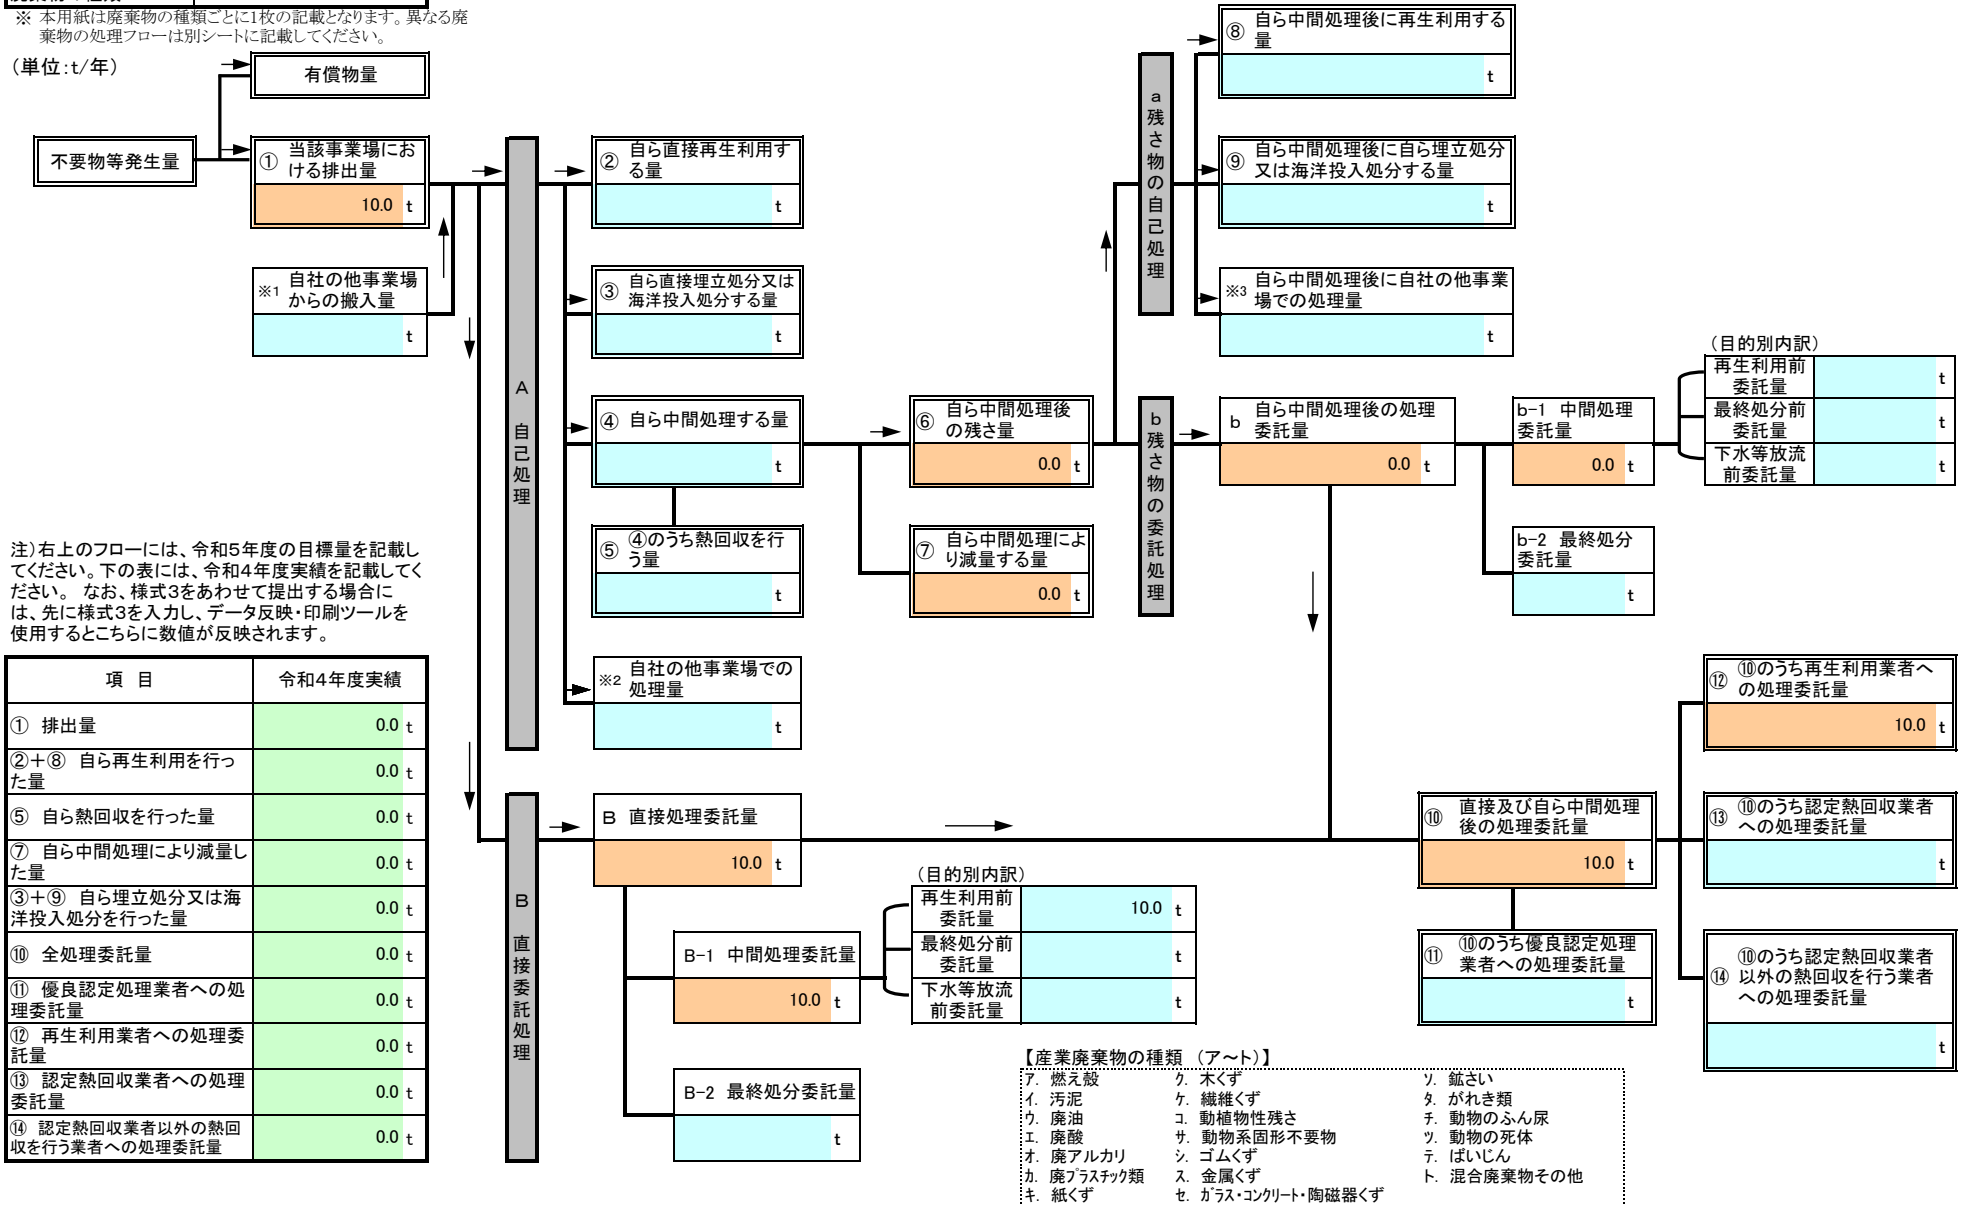 ※ 本用紙は廃棄物の種類ごとに1枚の記載となります。異なる廃
棄物の処理フローは別シートに記載してください。
（単位：t/年）
有償物量
不要物等発生量
① 当該事業場にお
ける排出量
10.0 t
※1 自社の他事業場
からの搬入量
t
A 自己処理
② 自ら直接再生利用す
る量
t
③ 自ら直接埋立処分又は
海洋投入処分する量
t
④ 自ら中間処理する量
t
⑤ ④のうち熱回収を行
う量
t
※2 自社の他事業場での
処理量
t
⑥ 自ら中間処理後
の残さ量
0.0 t
⑦ 自ら中間処理によ
り減量する量
0.0 t
a 残さ物の自己処理
⑧ 自ら中間処理後に再生利用する
量
t
⑨ 自ら中間処理後に自ら埋立処分
又は海洋投入処分する量
t
※3 自ら中間処理後に自社の他事業
場での処理量
t
b 残さ物の委託処理
b 自ら中間処理後の処理
委託量
0.0 t
b-1 中間処理
委託量
0.0 t
b-2 最終処分
委託量
t
（目的別内訳）
再生利用前
委託量
t
最終処分前
委託量
t
下水等放流
前委託量
t
注）右上のフローには、令和5年度の目標量を記載し
てください。下の表には、令和4年度実績を記載してく
ださい。 なお、様式3をあわせて提出する場合に
は、先に様式3を入力し、データ反映・印刷ツールを
使用するとこちらに数値が反映されます。
項 目 令和4年度実績
① 排出量 0.0 t
②＋⑧ 自ら再生利用を行っ
た量
0.0 t
⑤ 自ら熱回収を行った量 0.0 t
⑦ 自ら中間処理により減量し
た量
0.0 t
③＋⑨ 自ら埋立処分又は海
洋投入処分を行った量
0.0 t
⑩ 全処理委託量 0.0 t
⑪ 優良認定処理業者への処
理委託量
0.0 t
⑫ 再生利用業者への処理委
託量
0.0 t
⑬ 認定熱回収業者への処理
委託量
0.0 t
⑭ 認定熱回収業者以外の熱回
収を行う業者への処理委託量
0.0 t
B 直接委託処理
B 直接処理委託量
10.0 t
B-1 中間処理委託量
10.0 t
B-2 最終処分委託量
t
（目的別内訳）
再生利用前
委託量
10.0 t
最終処分前
委託量
t
下水等放流
前委託量
t
⑩ 直接及び自ら中間処理
後の処理委託量
10.0 t
⑪ ⑩のうち優良認定処理
業者への処理委託量
t
⑫ ⑩のうち再生利用業者へ
の処理委託量
10.0 t
⑬ ⑩のうち認定熱回収業者
への処理委託量
t
⑭ ⑩のうち認定熱回収業者
以外の熱回収を行う業者
への処理委託量
t
【産業廃棄物の種類 （ア～ト）】
ア. 燃え殻 ク. 木くず ソ. 鉱さい
イ. 汚泥 ケ. 繊維くず タ. がれき類
ウ. 廃油 コ. 動植物性残さ チ. 動物のふん尿
エ. 廃酸 サ. 動物系固形不要物 ツ. 動物の死体
オ. 廃アルカリ シ. ゴムくず テ. ばいじん
カ. 廃プラスチック類 ス. 金属くず ト. 混合廃棄物その他
キ. 紙くず セ. ガラス・コンクリート・陶磁器くず